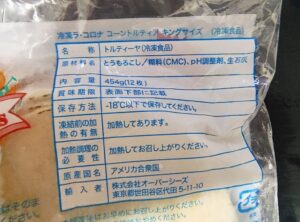 冷凍ラ・コロナ コーントルティア キングサイズ (冷凍食品)
名称 トルティーヤ(冷凍食品)
原材料名 とうもろこし／糊料(CMC)、pH調整剤、生石灰
内容量 454g(12枚)
賞味期限 表面下部に記載
保存方法 -18℃以下で保存してください。
凍結前の加熱の有無 加熱してあります。
加熱調理の必要性 加熱してお召し上がりください。
原産国名 アメリカ合衆国
輸入者 株式会社オーバーシーズ
東京都世田谷区代田5-11-10